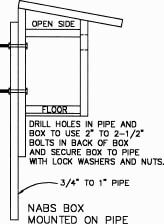 OPEN SIDE
FLOOR
DRILL HOLES IN PIPE AND
BOX TO USE 2" TO 2-1/2"
BOLTS IN BACK OF BOX
AND SECURE BOX TO PIPE
WITH LOCK WASHERS AND NUTS.
3/4" TO 1" PIPE
NABS BOX
MOUNTED ON PIPE